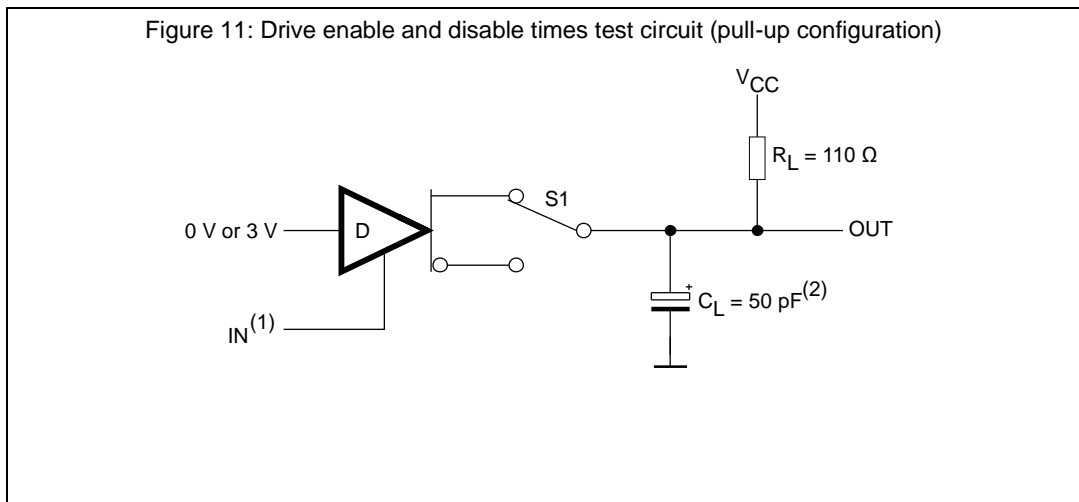 Figure 11: Drive enable and disable times test circuit (pull-up configuration)
VCC
RL = 110 Ω
S1
0 V or 3 V
D
OUT
+
CL = 50 pF(2)
IN(1)